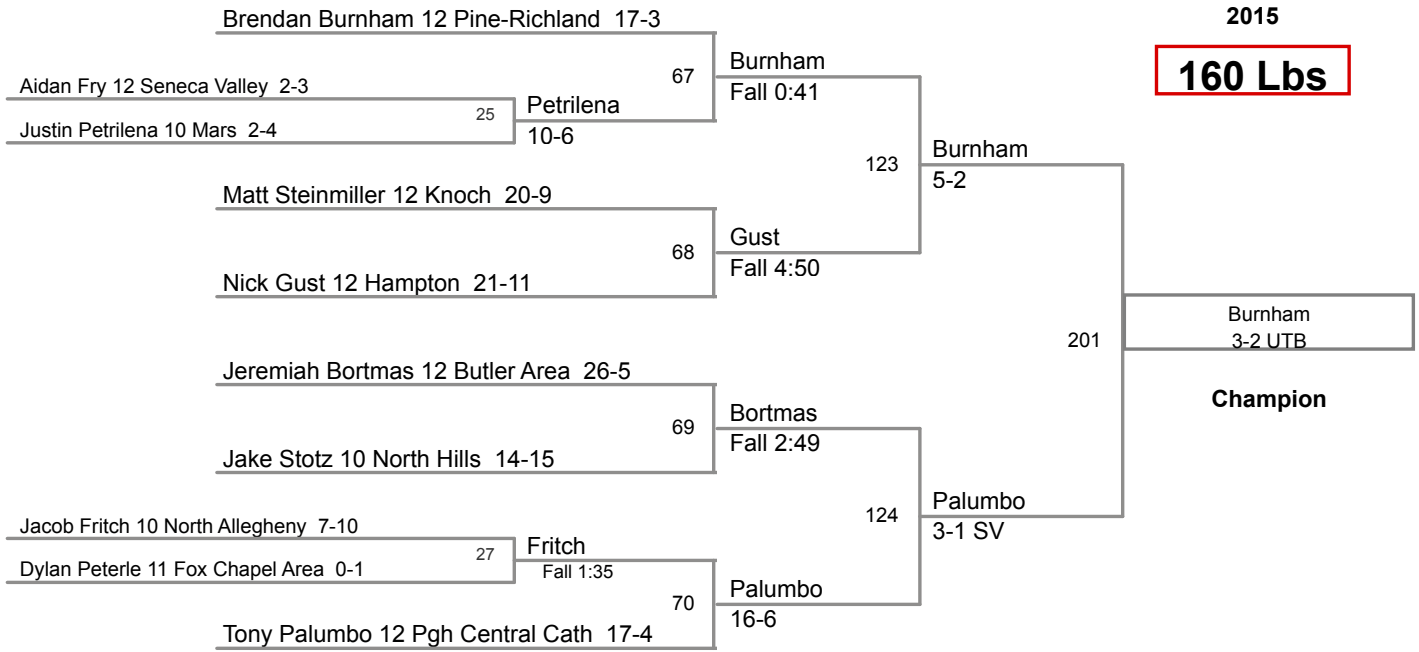 Brendan Burnham 12 Pine-Richland 17-3
2015
67
Burnham
Fall 0:41
160 Lbs
Aidan Fry 12 Seneca Valley 2-3
25
Petrilena
10-6
Justin Petrilena 10 Mars 2-4
123
Burnham
5-2
Matt Steinmiller 12 Knoch 20-9
68
Gust
Fall 4:50
Nick Gust 12 Hampton 21-11
201
Burnham
3-2 UTB
Jeremiah Bortmas 12 Butler Area 26-5
Champion
69
Bortmas
Fall 2:49
Jake Stotz 10 North Hills 14-15
124
Palumbo
3-1 SV
Jacob Fritch 10 North Allegheny 7-10
27
Fritch
Fall 1:35
Dylan Peterle 11 Fox Chapel Area 0-1
70
Palumbo
16-6
Tony Palumbo 12 Pgh Central Cath 17-4